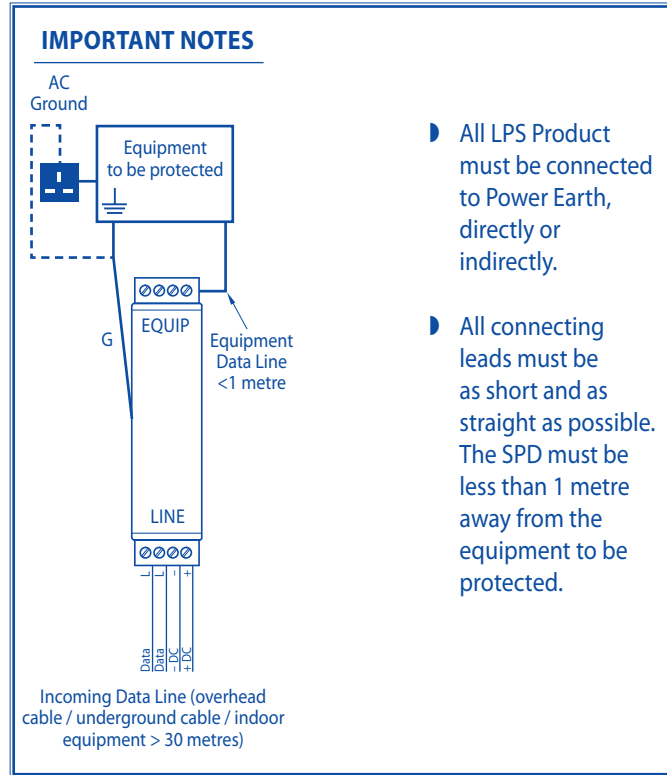 IMPORTANT NOTES
AC
Ground
Equipment
to be protected
EQUIP
G
Equipment
Data Line
<1 metre
LINE
L
L
–
+
Data
Data
– DC
+ DC
Incoming Data Line (overhead
cable / underground cable / indoor
equipment > 30 metres)
All LPS Product
must be connected
to Power Earth,
directly or
indirectly.
All connecting
leads must be
as short and as
straight as possible.
The SPD must be
less than 1 metre
away from the
equipment to be
protected.